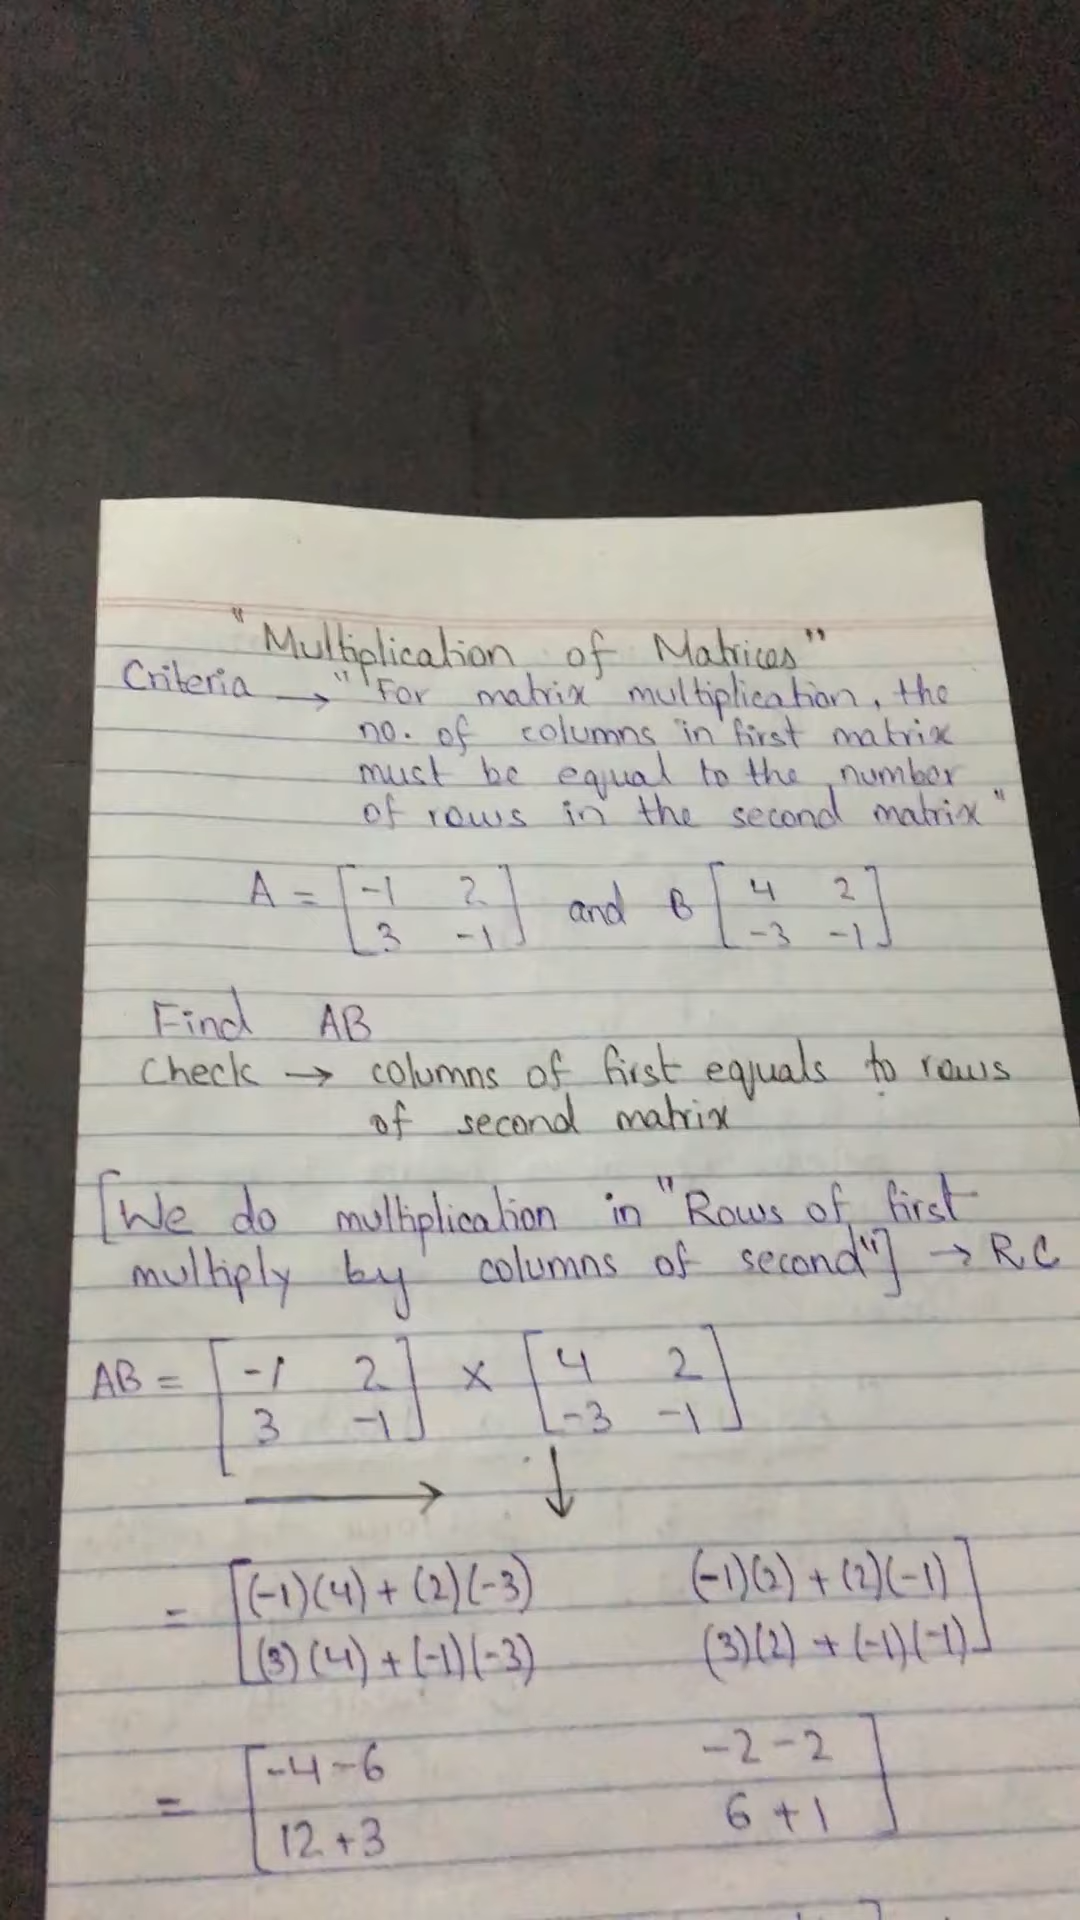 "Multiplication of Matrices"
Criteria → "For matrix multiplication, the
no. of columns in first matrix
must be equal to the number
of rows in the second matrix"
A = [-1 2] and B [4 2]
[3 -1] [-3 -1]
Find AB
Check → columns of first equals to rows
of second matrix
[We do multiplication in "Rows of first
multiply by columns of second"] → RC
AB = [-1 2] × [4 2]
[3 -1] [-3 -1]
→ ↓
= [(-1)(4) + (2)(-3) (-1)(2) + (2)(-1)]
[(3)(4) + (-1)(-3) (3)(2) + (-1)(-1)]
= [-4-6 -2-2]
[12+3 6+1]